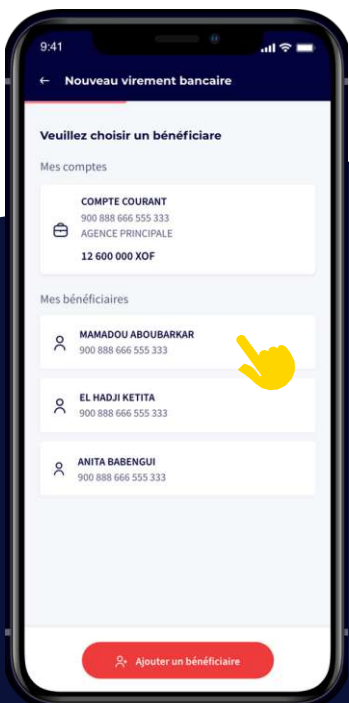 9:41
← Nouveau virement bancaire
Veuillez choisir un bénéficiare
Mes comptes
COMPTE COURANT
900 888 666 555 333
AGENCE PRINCIPALE
12 600 000 XOF
Mes bénéficiaires
MAMADOU ABOUBARKAR
900 888 666 555 333
EL HADJI KETITA
900 888 666 555 333
ANITA BABENGUI
900 888 666 555 333
Ajouter un bénéficiaire